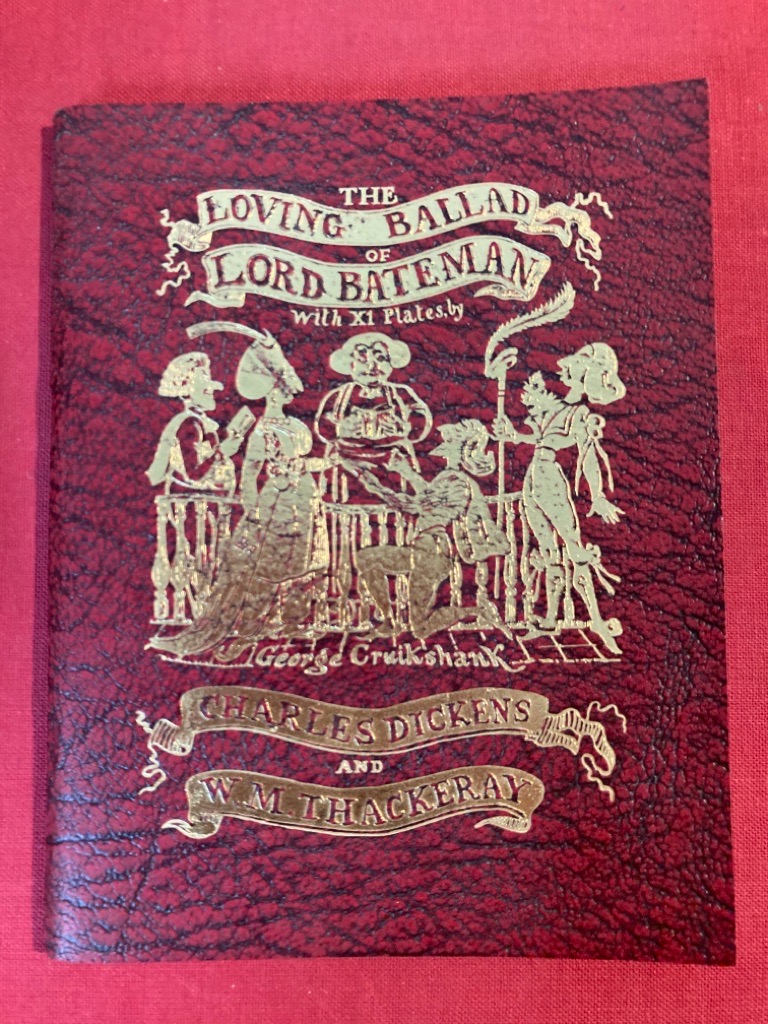 THE
LOVING BALLAD
OF
LORD BATEMAN
With XI Plates, by
George Cruikshank
CHARLES DICKENS
AND
W. M. THACKERAY